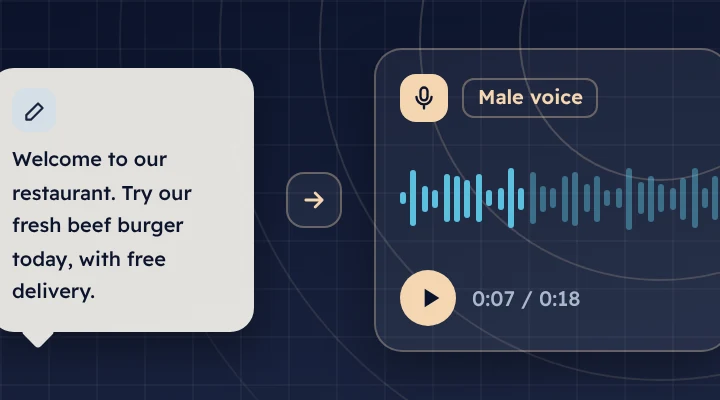 Welcome to our
restaurant. Try our
fresh beef burger
today, with free
delivery.
Male voice
0:07 / 0:18